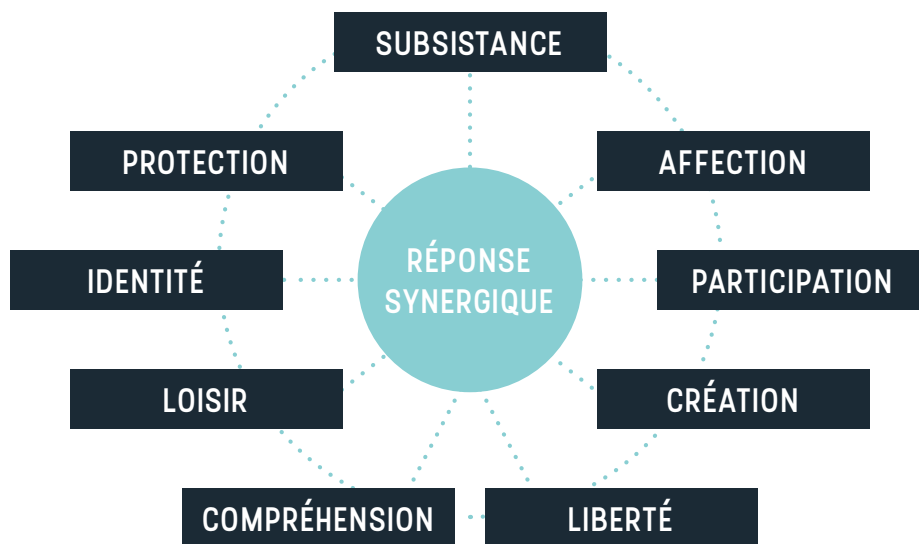 SUBSISTANCE
PROTECTION
AFFECTION
RÉPONSE
SYNERGIQUE
IDENTITÉ
PARTICIPATION
LOISIR
CRÉATION
COMPRÉHENSION
LIBERTÉ